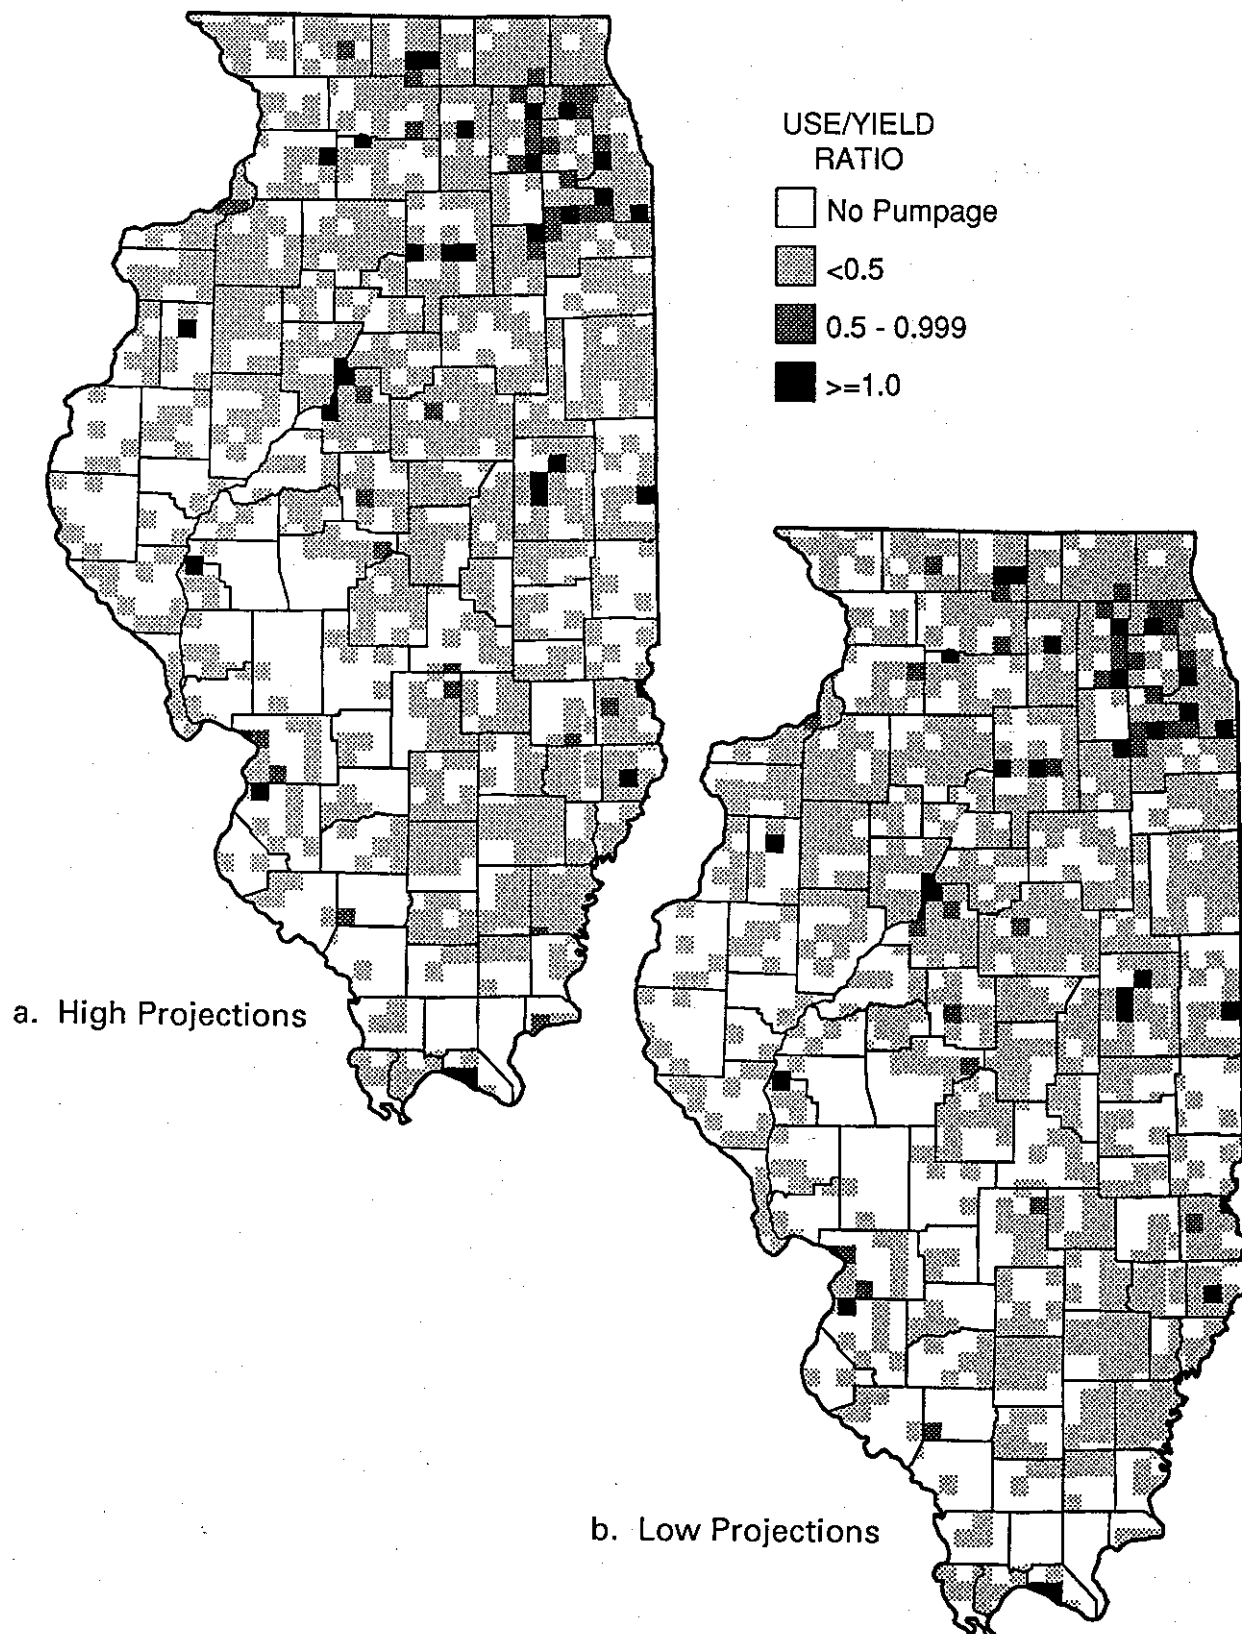 USE/YIELD
RATIO
No Pumpage
<0.5
0.5 - 0.999
>=1.0
a. High Projections
b. Low Projections